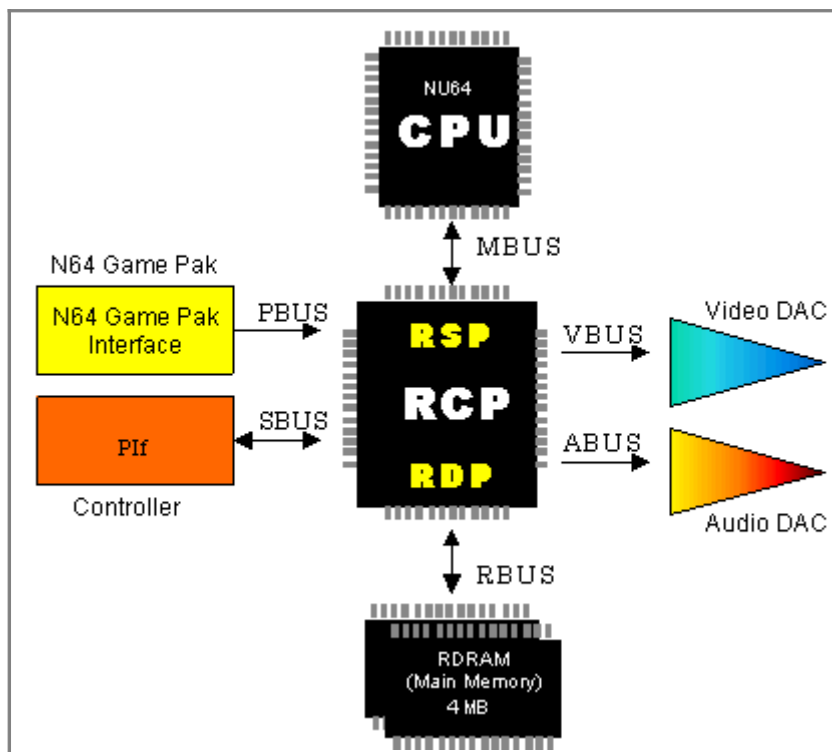 NU64
CPU
MBUS
N64 Game Pak
N64 Game Pak
Interface
PBUS
RSP
RCP
RDP
VBUS
Video DAC
SBUS
PIf
Controller
ABUS
Audio DAC
RBUS
RDRAM
(Main Memory)
4 MB